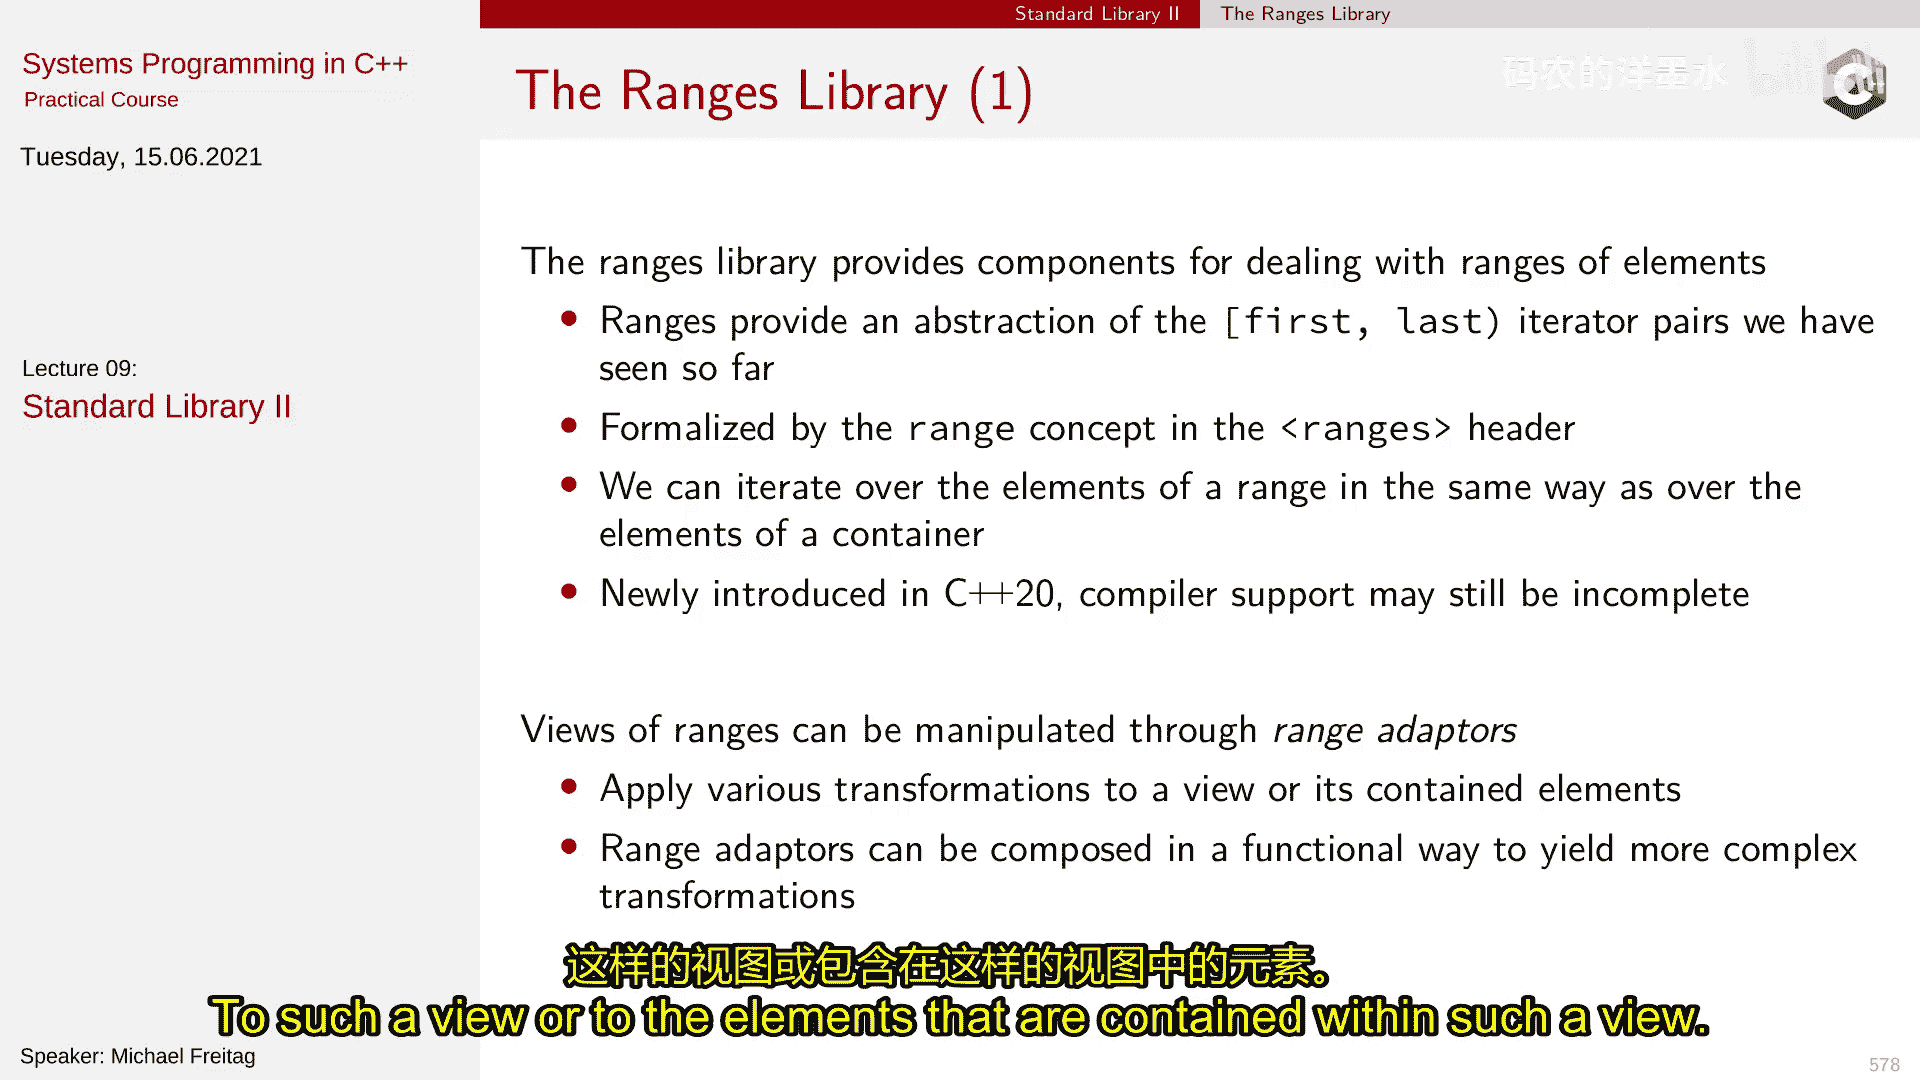 Standard Library II
The Ranges Library
Systems Programming in C++
Practical Course
Tuesday, 15.06.2021
Lecture 09:
Standard Library II
The Ranges Library (1)
码农的洋墨水
The ranges library provides components for dealing with ranges of elements
Ranges provide an abstraction of the [first, last) iterator pairs we have
seen so far
Formalized by the range concept in the <ranges> header
We can iterate over the elements of a range in the same way as over the
elements of a container
Newly introduced in C++20, compiler support may still be incomplete
Views of ranges can be manipulated through range adaptors
Apply various transformations to a view or its contained elements
Range adaptors can be composed in a functional way to yield more complex
transformations
这样的视图或包含在这样的视图中的元素。
To such a view or to the elements that are contained within such a view.
Speaker: Michael Freitag
578